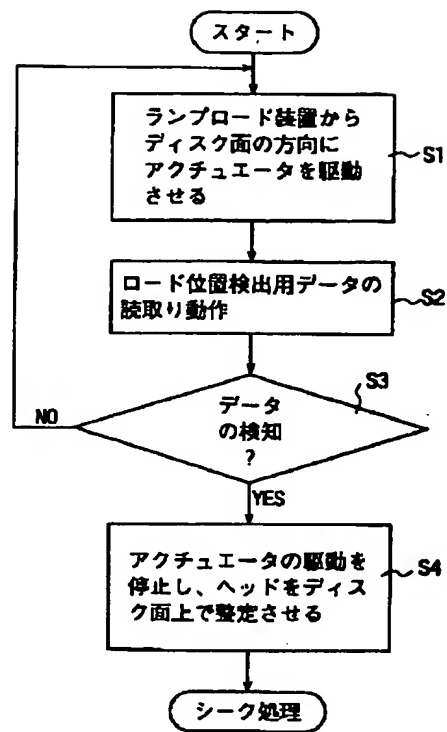 スタート
ランプロード装置から
ディスク面の方向に
アクチュエータを駆動
させる
S1
ロード位置検出用データの
読取り動作
S2
S3
データ
の検知
?
NO
YES
アクチュエータの駆動を
停止し、ヘッドをディス
ク面上で整定させる
S4
シーク処理